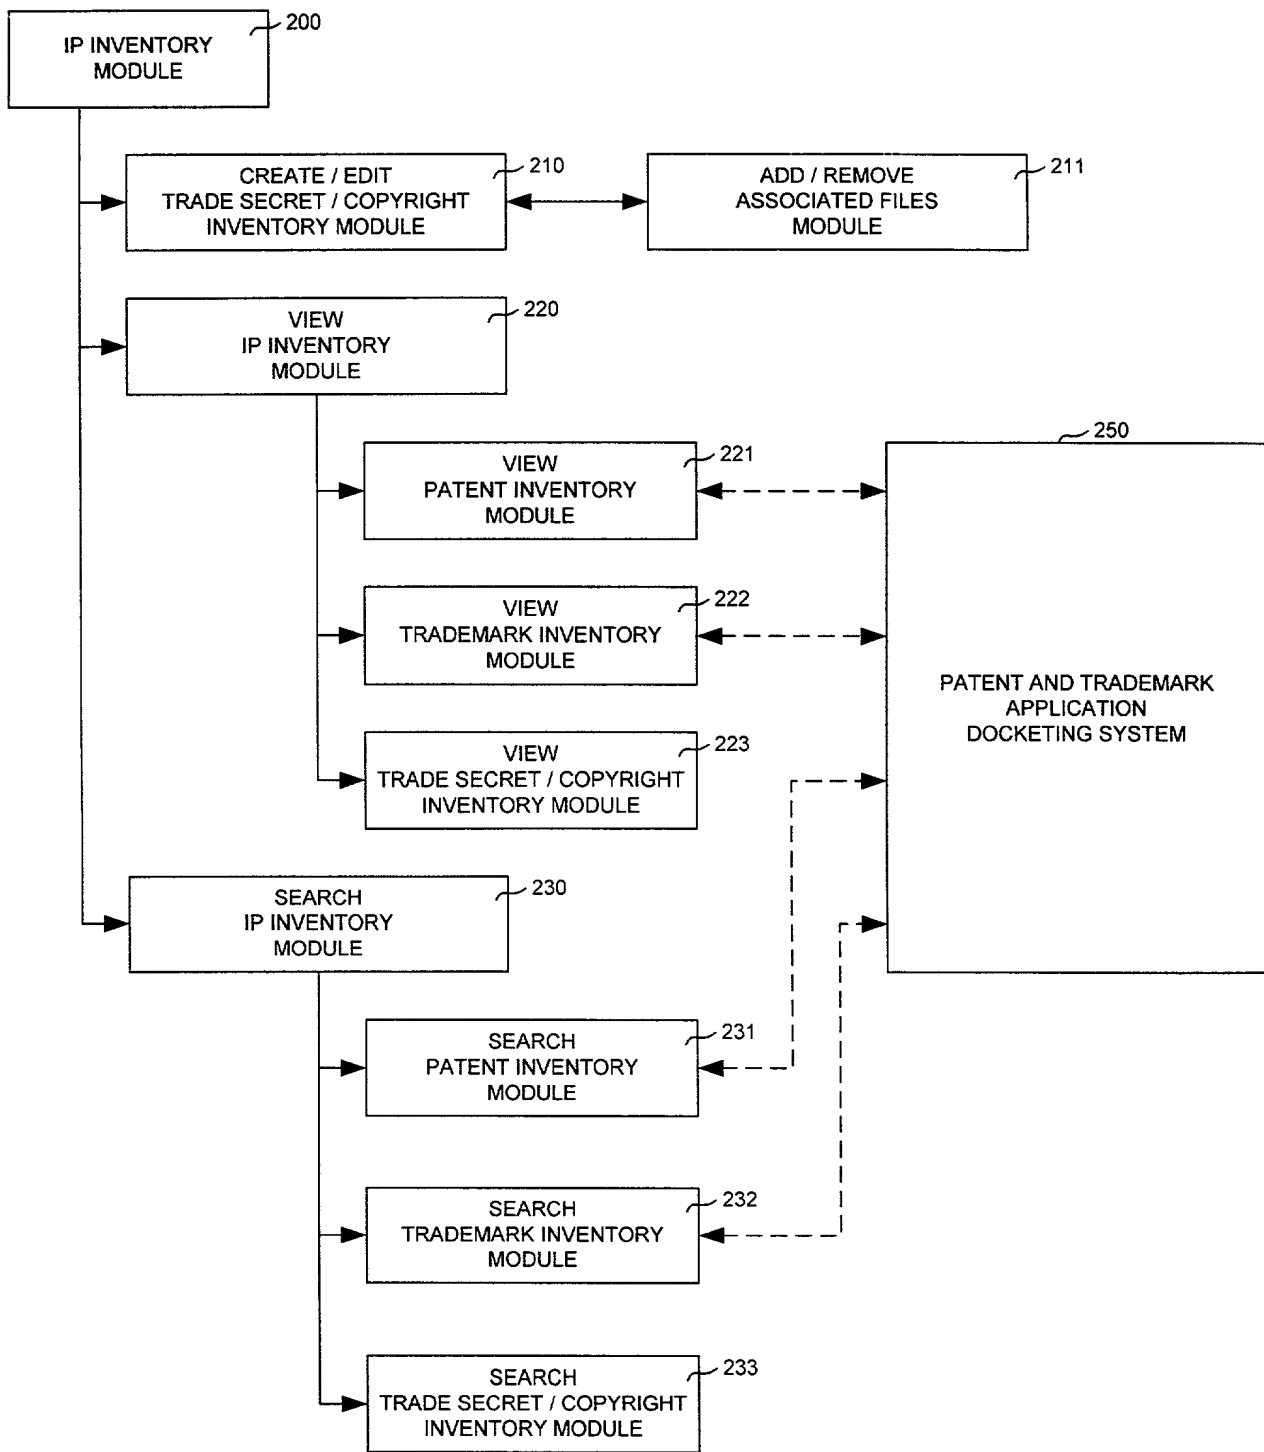 200
IP INVENTORY
MODULE
210
CREATE / EDIT
TRADE SECRET / COPYRIGHT
INVENTORY MODULE
211
ADD / REMOVE
ASSOCIATED FILES
MODULE
220
VIEW
IP INVENTORY
MODULE
221
VIEW
PATENT INVENTORY
MODULE
250
PATENT AND TRADEMARK
APPLICATION
DOCKETING SYSTEM
222
VIEW
TRADEMARK INVENTORY
MODULE
223
VIEW
TRADE SECRET / COPYRIGHT
INVENTORY MODULE
230
SEARCH
IP INVENTORY
MODULE
231
SEARCH
PATENT INVENTORY
MODULE
232
SEARCH
TRADEMARK INVENTORY
MODULE
233
SEARCH
TRADE SECRET / COPYRIGHT
INVENTORY MODULE